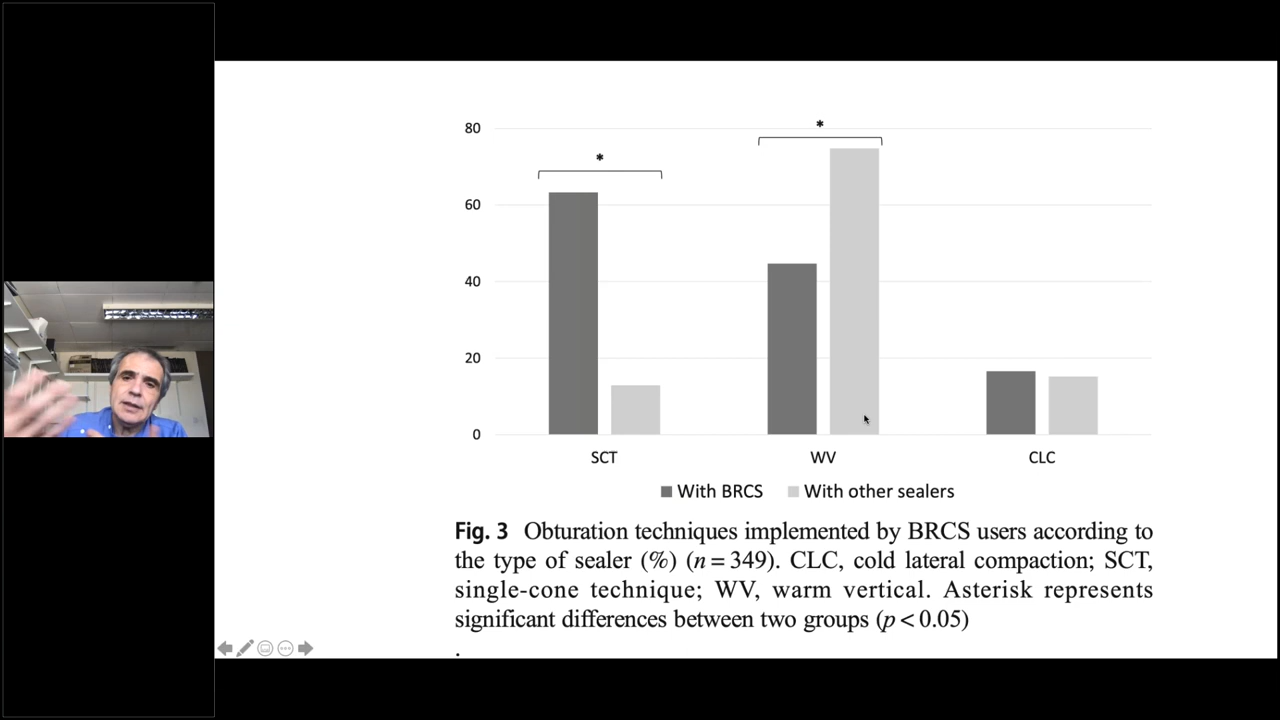 80
60
40
20
0
*
*
SCT
WV
CLC
With BRCS
With other sealers
Fig. 3 Obturation techniques implemented by BRCS users according to
the type of sealer (%) (n = 349). CLC, cold lateral compaction; SCT,
single-cone technique; WV, warm vertical. Asterisk represents
significant differences between two groups (p < 0.05)
.